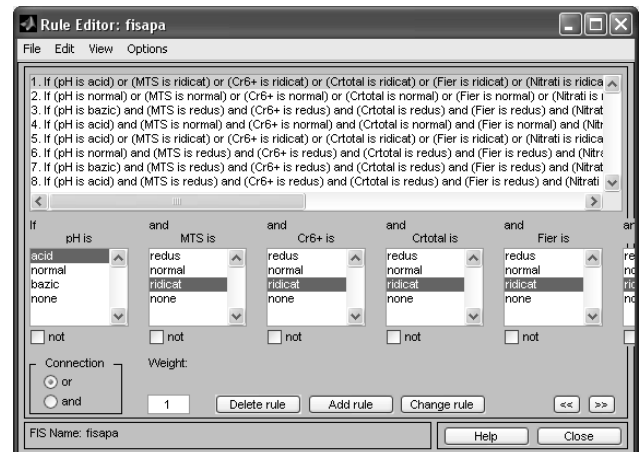 Rule Editor: fisapa
File Edit View Options
1. If (pH is acid) or (MTS is ridicat) or (Cr6+ is ridicat) or (Crtotal is ridicat) or (Fier is ridicat) or (Nitrati is ridica
2. If (pH is normal) or (MTS is normal) or (Cr6+ is normal) or (Crtotal is normal) or (Fier is normal) or (Nitrati is
3. If (pH is bazic) and (MTS is redus) and (Cr6+ is redus) and (Crtotal is redus) and (Fier is redus) and (Nitrat
4. If (pH is acid) and (MTS is normal) and (Cr6+ is normal) and (Crtotal is normal) and (Fier is normal) and (Nitr
5. If (pH is acid) or (MTS is ridicat) or (Cr6+ is ridicat) or (Crtotal is ridicat) or (Fier is ridicat) or (Nitrati is ridica
6. If (pH is normal) and (MTS is redus) and (Cr6+ is redus) and (Crtotal is redus) and (Fier is redus) and (Nitra
7. If (pH is bazic) and (MTS is redus) and (Cr6+ is redus) and (Crtotal is redus) and (Fier is redus) and (Nitrat
8. If (pH is acid) and (MTS is redus) and (Cr6+ is redus) and (Crtotal is redus) and (Fier is redus) and (Nitrati
If and and and and an
pH is MTS is Cr6+ is Crtotal is Fier is
acid redus redus redus redus re
normal normal normal normal normal no
bazic ridicat ridicat ridicat ridicat ric
none none none none none no
not not not not not
Connection Weight:
or
and 1 Delete rule Add rule Change rule << >>
FIS Name: fisapa Help Close